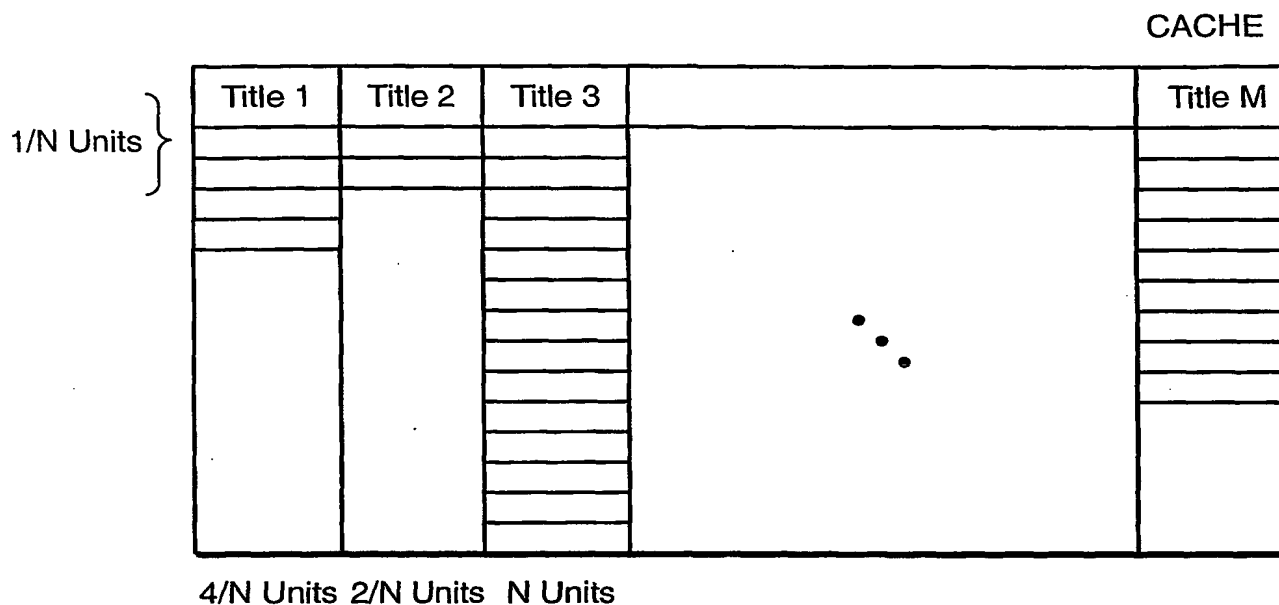 CACHE
Title 1 Title 2 Title 3 Title M
1/N Units
4/N Units 2/N Units N Units